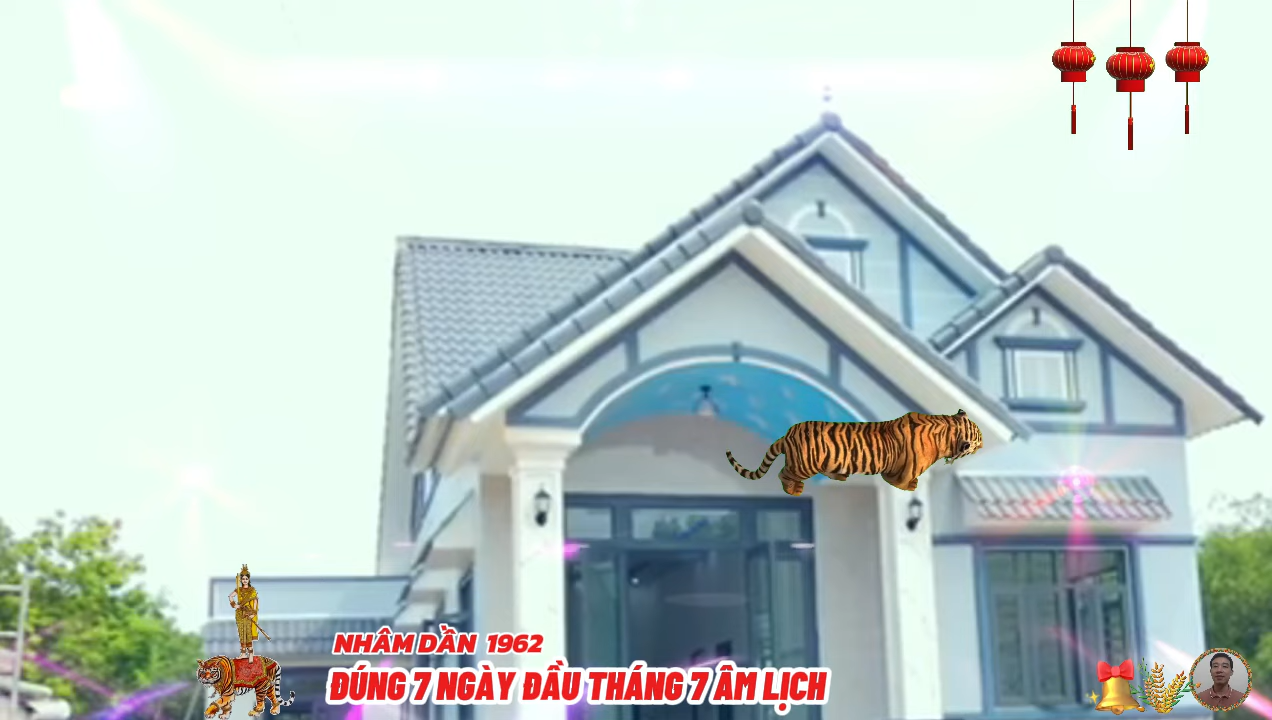 NHÂM DẦN 1962
ĐÚNG 7 NGÀY ĐẦU THÁNG 7 ÂM LỊCH